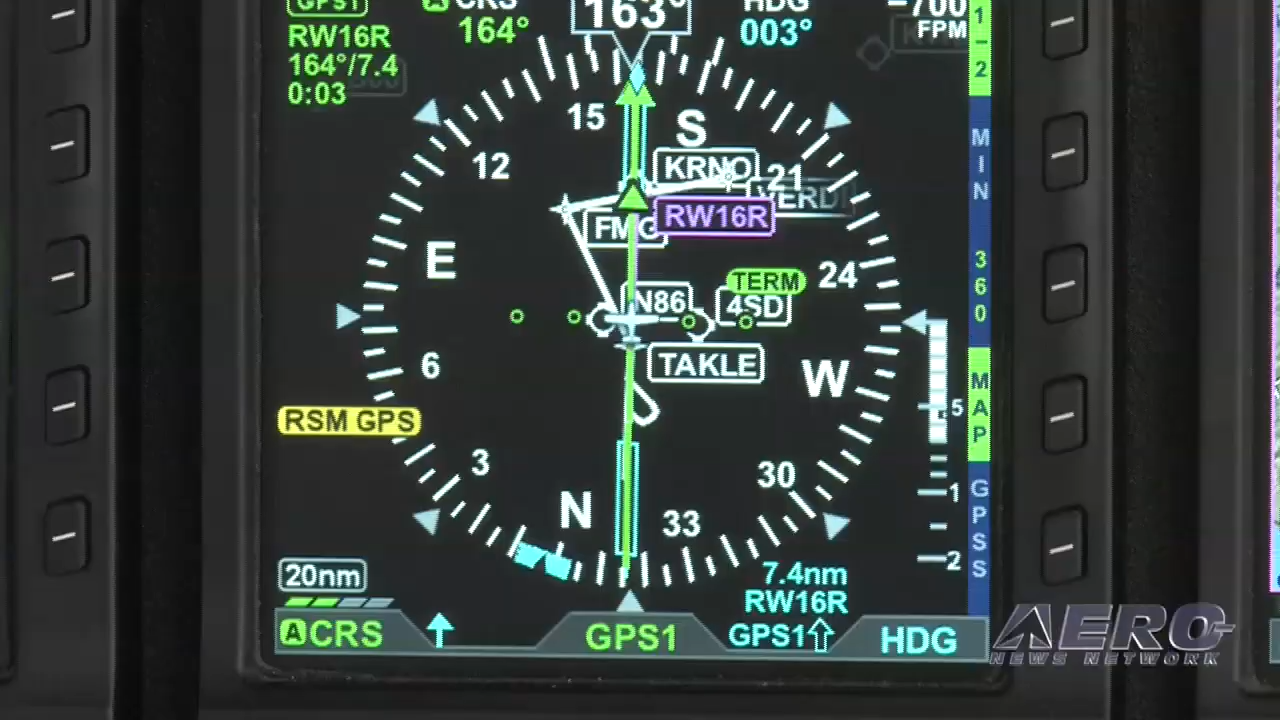 GPS1
A CRS
163°
HDG
-700
FPM
RW16R
164°
003°
164°/7.4
0:03
15
S
12
KRNO
21
VERDI
RW16R
FMG
E
TERM
24
N86
4SD
TAKLE
6
W
RSM GPS
3
30
N
33
20nm
7.4nm
RW16R
A CRS
GPS1
GPS1
HDG
1-2
MIN 360
MAP
GPSS
5
1
2
AERO
NEWS NETWORK